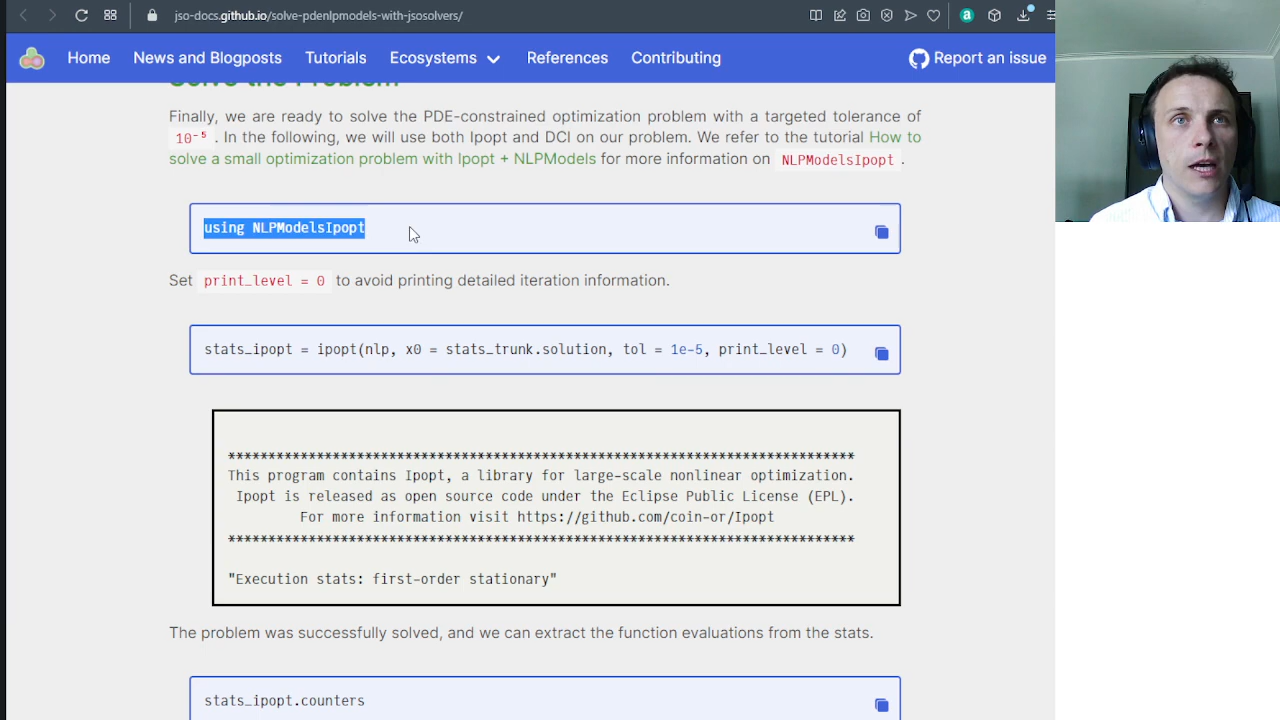 jso-docs.github.io/solve-pdenlpmodels-with-jsosolvers/
Home News and Blogposts Tutorials Ecosystems References Contributing Report an issue
Solve the Problem
Finally, we are ready to solve the PDE-constrained optimization problem with a targeted tolerance of
10⁻⁵ . In the following, we will use both Ipopt and DCI on our problem. We refer to the tutorial How to
solve a small optimization problem with Ipopt + NLPModels for more information on NLPModelsIpopt .
using NLPModelsIpopt
Set print_level = 0 to avoid printing detailed iteration information.
stats_ipopt = ipopt(nlp, x0 = stats_trunk.solution, tol = 1e-5, print_level = 0)
******************************************************************************
This program contains Ipopt, a library for large-scale nonlinear optimization.
Ipopt is released as open source code under the Eclipse Public License (EPL).
For more information visit https://github.com/coin-or/Ipopt
******************************************************************************
"Execution stats: first-order stationary"
The problem was successfully solved, and we can extract the function evaluations from the stats.
stats_ipopt.counters